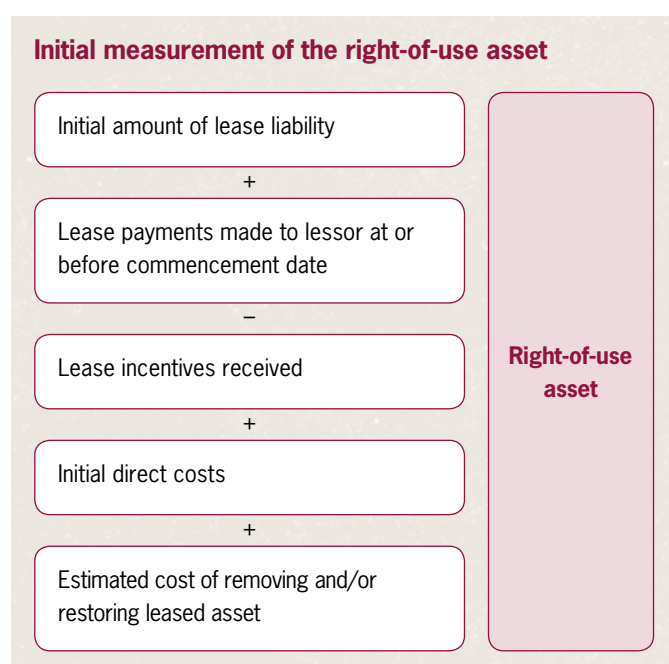 Initial measurement of the right-of-use asset
Initial amount of lease liability
+
Lease payments made to lessor at or
before commencement date
–
Lease incentives received
+
Initial direct costs
+
Estimated cost of removing and/or
restoring leased asset
Right-of-use
asset